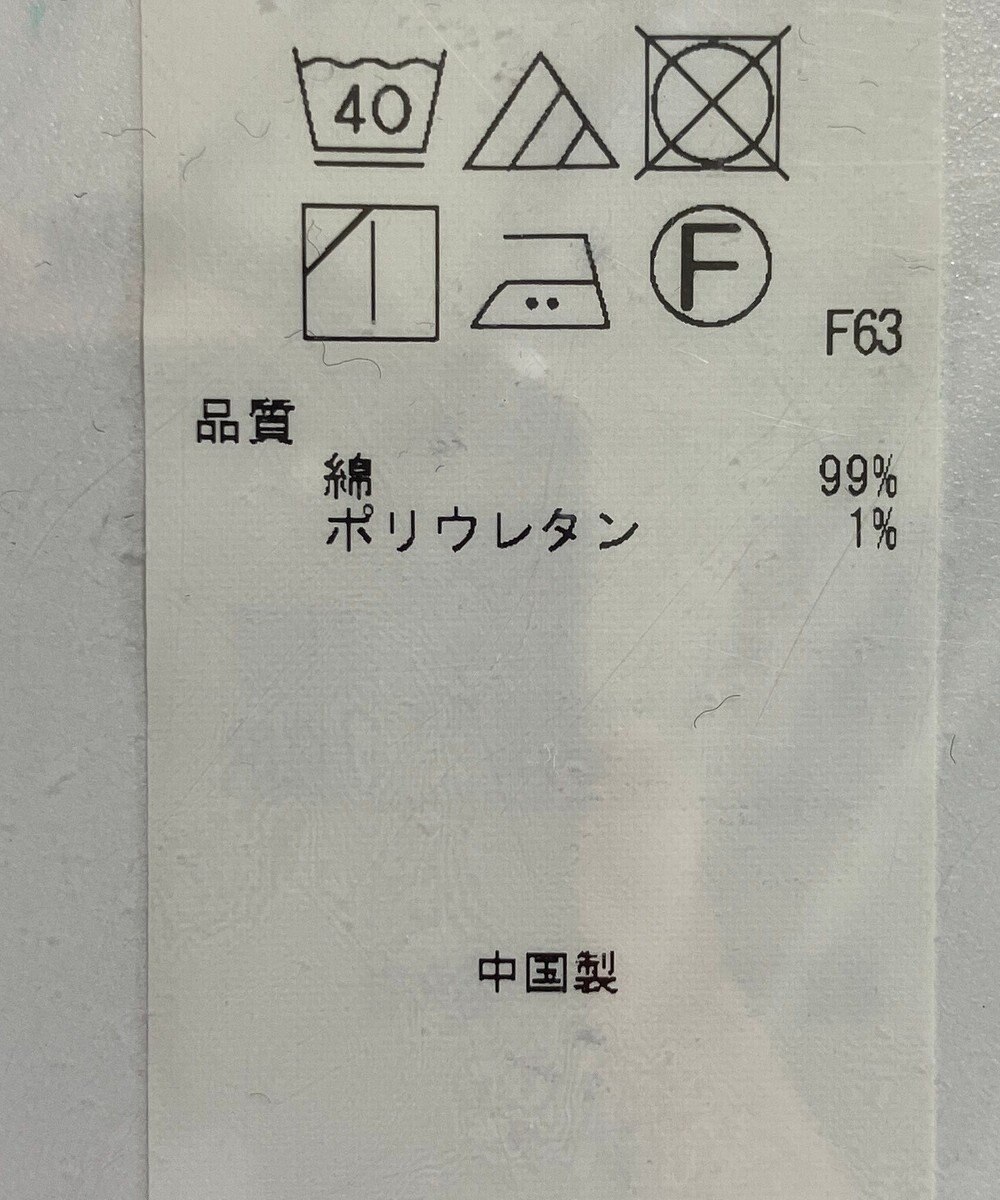 40
F
F63
品質
綿 99%
ポリウレタン 1%
中国製